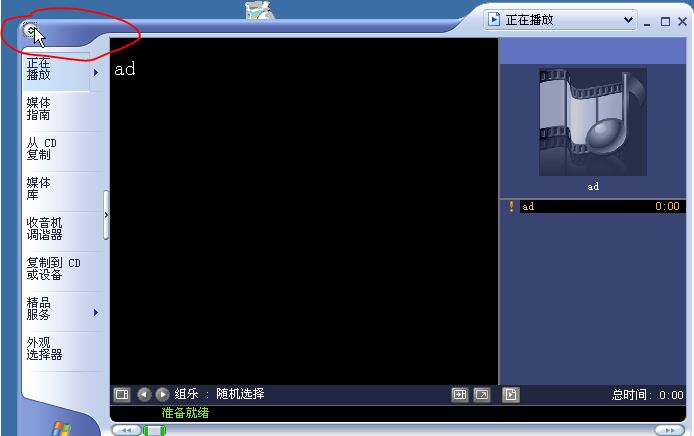 正在播放
正在
播放
媒体
指南
从 CD
复制
媒体
库
收音机
调谐器
复制到 CD
或设备
精品
服务
外观
选择器
ad
ad
ad 0:00
组乐 : 随机选择
总时间: 0:00
准备就绪